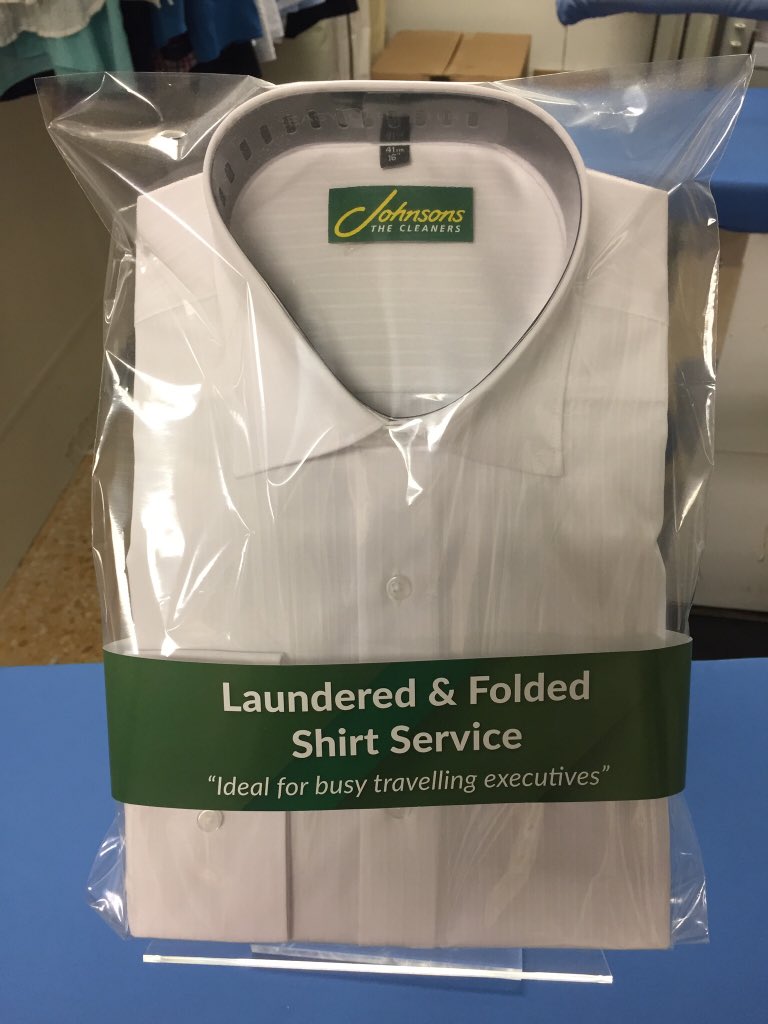 41cm
16"
Johnsons
THE CLEANERS
Laundered & Folded
Shirt Service
“Ideal for busy travelling executives”